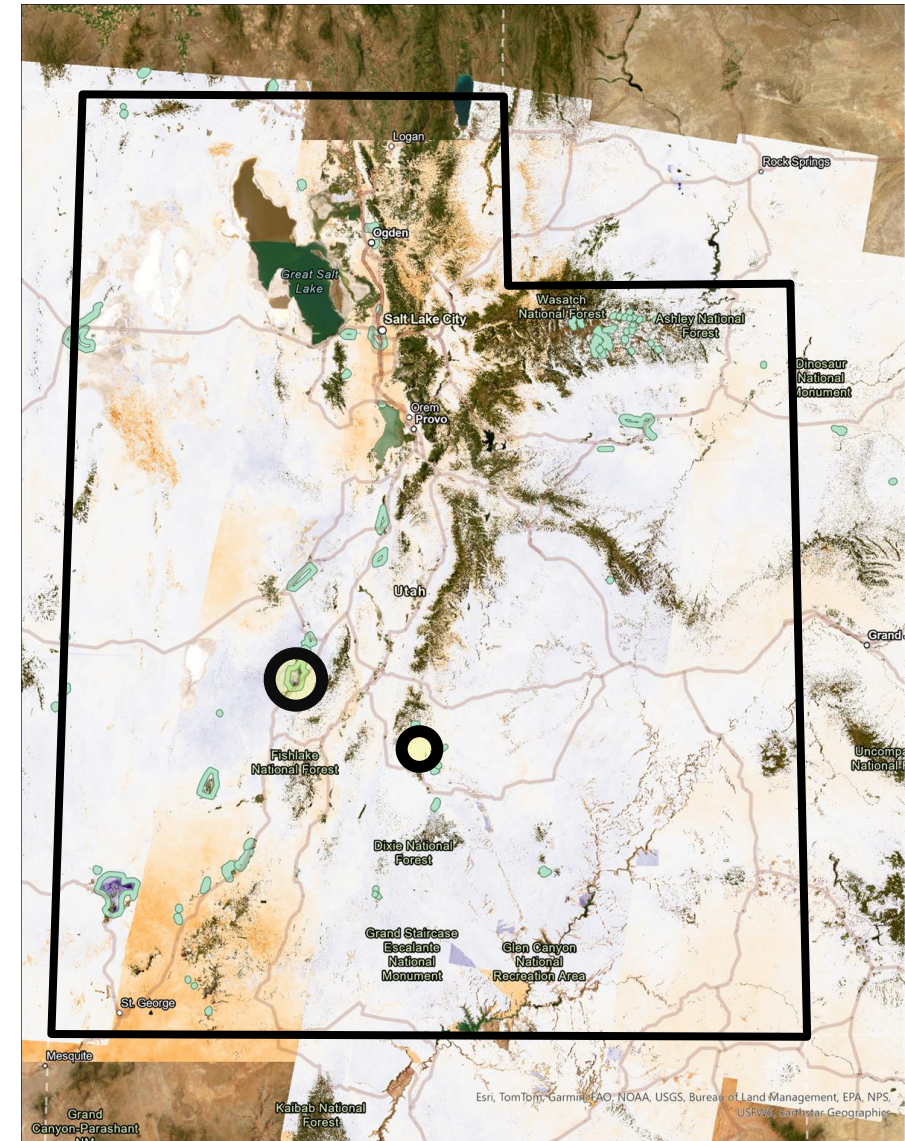 Logan
Rock Springs
Ogden
Great Salt
Lake
Wasatch
National Forest
Salt Lake City
Ashley National
Forest
Dinosaur
National
Monument
Orem
Provo
Utah
Grand
Fishlake
National Forest
Uncompa
National F
Dixie National
Forest
Grand Staircase
Escalante
National
Monument
Glen Canyon
National
Recreation Area
St. George
Mesquite
Esri, TomTom, Garmin, FAO, NOAA, USGS, Bureau of Land Management, EPA, NPS,
USFWS, Earthstar Geographics
Kaibab National
Forest
Grand
Canyon-Parashant
NM